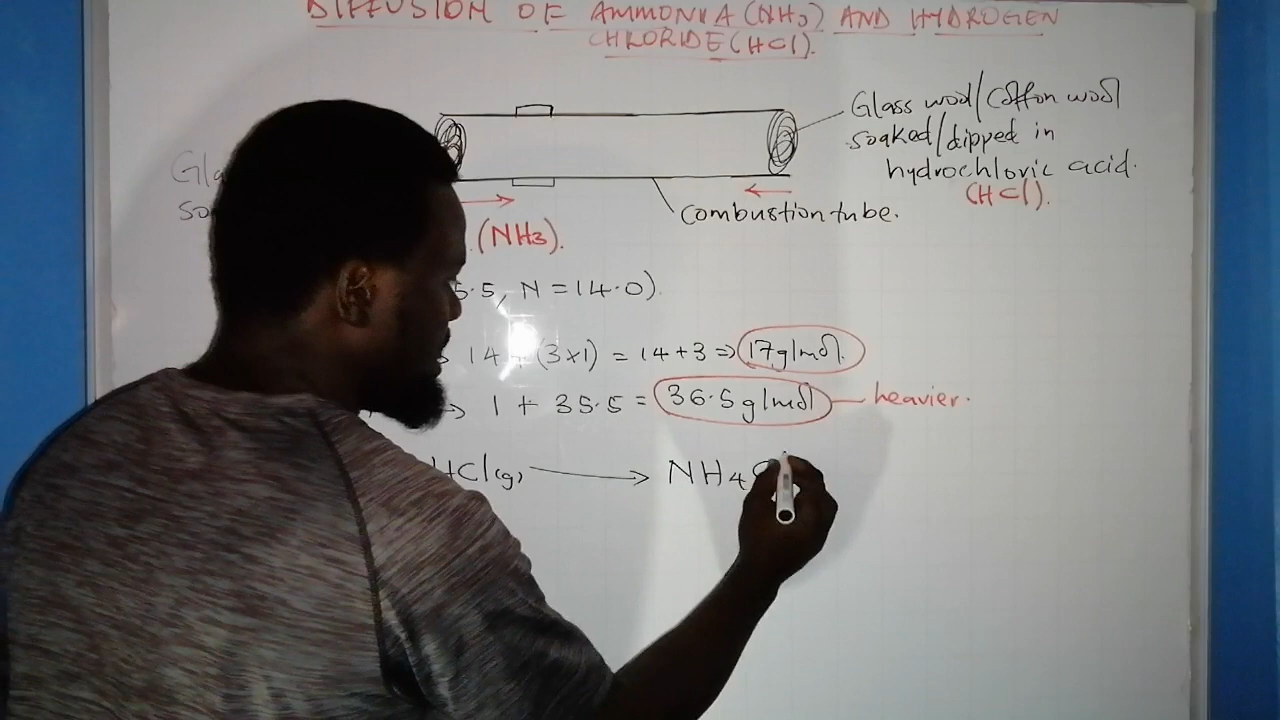 DIFFUSION OF AMMONIA (NH3) AND HYDROGEN
CHLORIDE (HCl).
Glass wool/cotton wool
soaked/dipped in
hydrochloric acid.
(HCl).
combustion tube.
(NH3).
5.5, N = 14.0)
14 + (3x1) = 14+3 => 17g/mol.
=> 1 + 35.5 = 36.5 g/mol
heavier.
HCl(g) → NH4